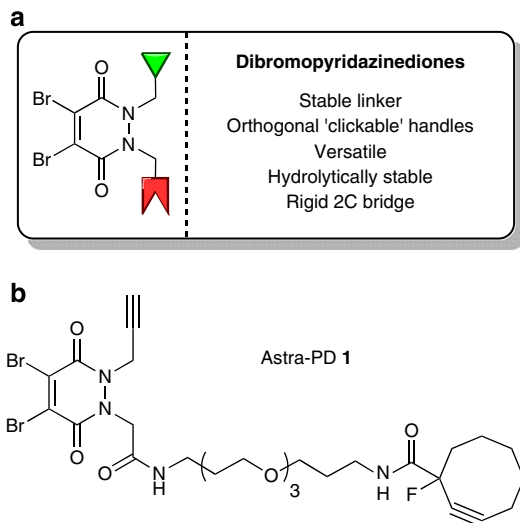 a
Dibromopyridazinediones
Stable linker
Orthogonal 'clickable' handles
Versatile
Hydrolytically stable
Rigid 2C bridge
O
Br
N
N
Br
O
b
Astra-PD 1
O
Br
N
N
Br
O
O
N
H
O
3
N
H
O
F